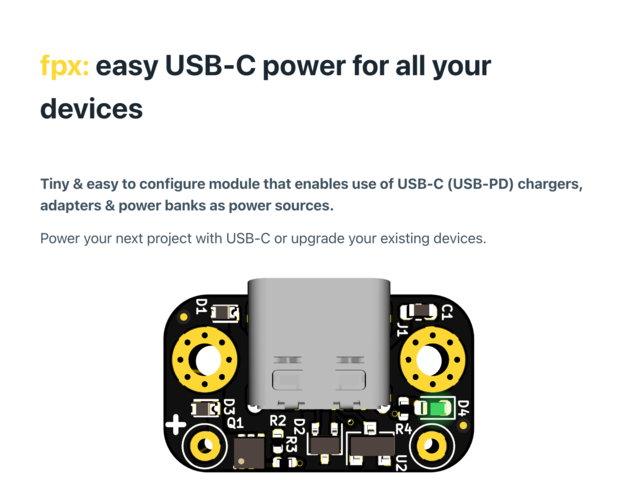 fpx: easy USB-C power for all your
devices
Tiny & easy to configure module that enables use of USB-C (USB-PD) chargers,
adapters & power banks as power sources.
Power your next project with USB-C or upgrade your existing devices.
D1
C1
J1
D3
D4
Q1
R2
D2
R4
R3
U2
+